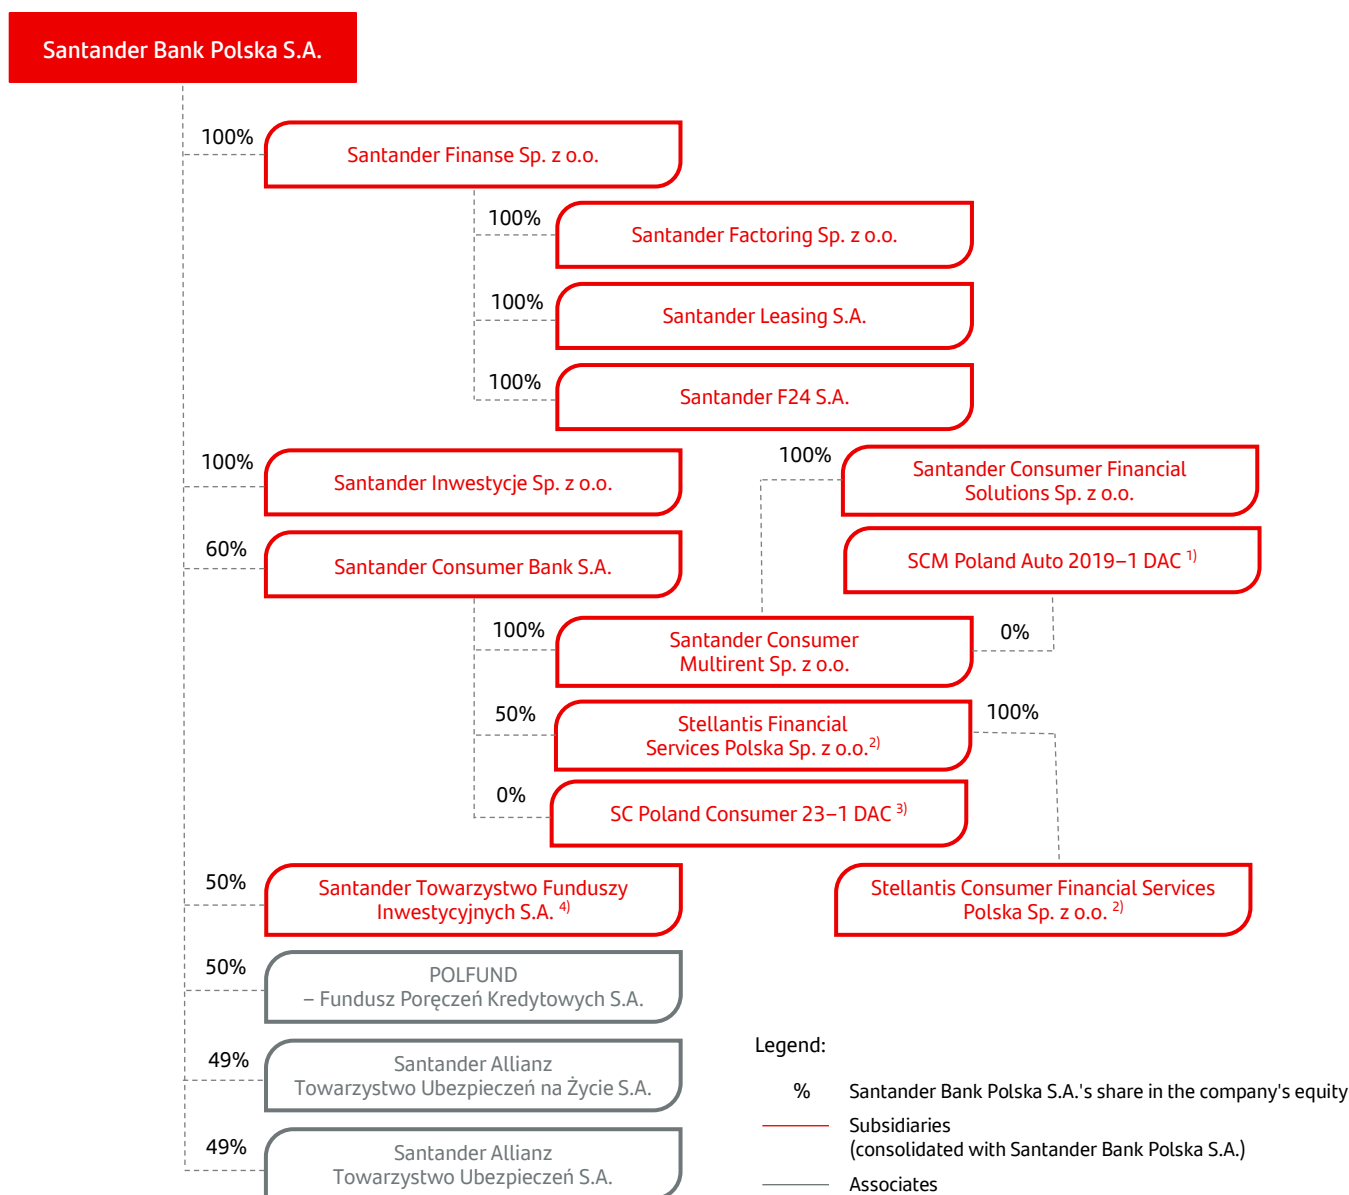 Santander Bank Polska S.A.
100%
Santander Finanse Sp. z o.o.
100%
Santander Factoring Sp. z o.o.
100%
Santander Leasing S.A.
100%
Santander F24 S.A.
100%
Santander Inwestycje Sp. z o.o.
100%
Santander Consumer Financial
Solutions Sp. z o.o.
60%
Santander Consumer Bank S.A.
SCM Poland Auto 2019–1 DAC 1)
100%
Santander Consumer
Multirent Sp. z o.o.
0%
50%
Stellantis Financial
Services Polska Sp. z o.o.2)
100%
0%
SC Poland Consumer 23–1 DAC 3)
50%
Santander Towarzystwo Funduszy
Inwestycyjnych S.A. 4)
Stellantis Consumer Financial Services
Polska Sp. z o.o. 2)
50%
POLFUND
– Fundusz Poręczeń Kredytowych S.A.
49%
Santander Allianz
Towarzystwo Ubezpieczeń na Życie S.A.
49%
Santander Allianz
Towarzystwo Ubezpieczeń S.A.
Legend:
% Santander Bank Polska S.A.'s share in the company's equity
Subsidiaries
(consolidated with Santander Bank Polska S.A.)
Associates